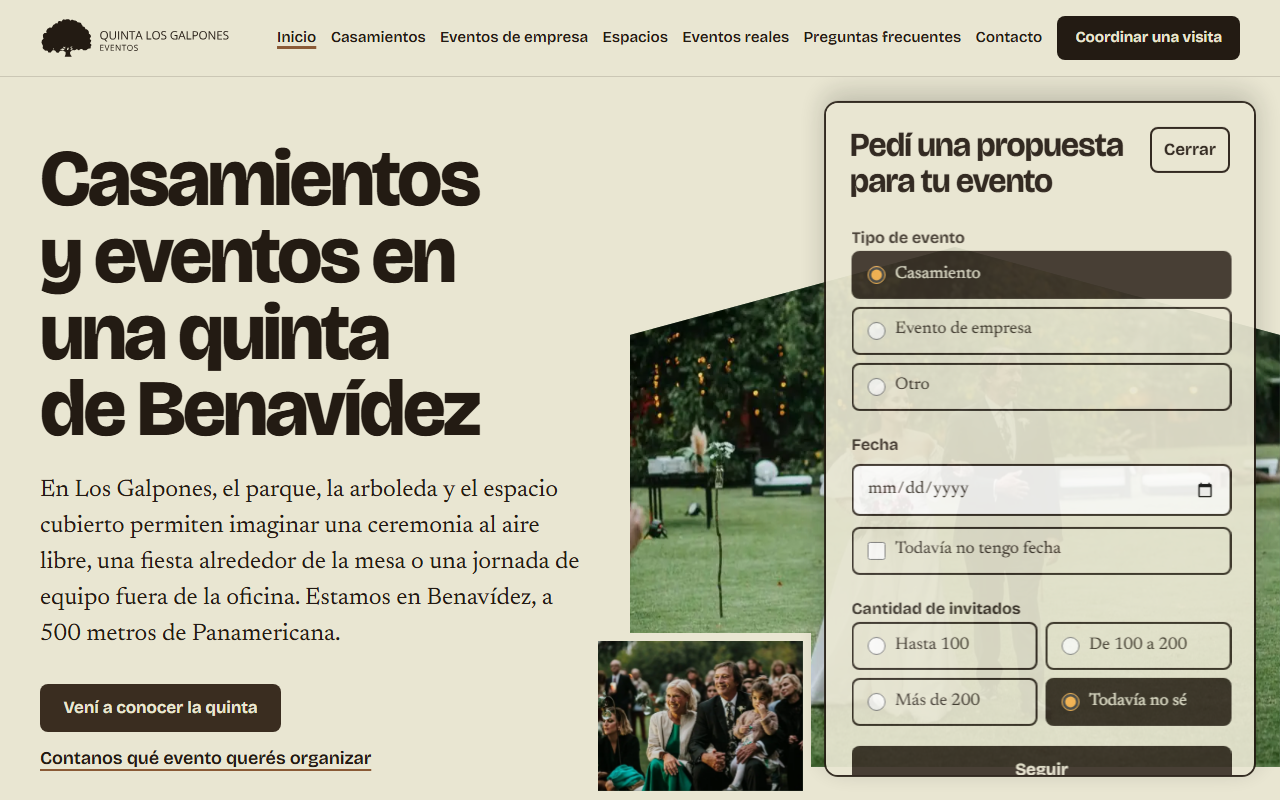 QUINTA LOS GALPONES
EVENTOS
Inicio
Casamientos
Eventos de empresa
Espacios
Eventos reales
Preguntas frecuentes
Contacto
Coordinar una visita
Casamientos
y eventos en
una quinta
de Benavídez
En Los Galpones, el parque, la arboleda y el espacio
cubierto permiten imaginar una ceremonia al aire
libre, una fiesta alrededor de la mesa o una jornada de
equipo fuera de la oficina. Estamos en Benavídez, a
500 metros de Panamericana.
Vení a conocer la quinta
Contanos qué evento querés organizar
Pedí una propuesta
para tu evento
Cerrar
Tipo de evento
Casamiento
Evento de empresa
Otro
Fecha
mm/dd/yyyy
Todavía no tengo fecha
Cantidad de invitados
Hasta 100
De 100 a 200
Más de 200
Todavía no sé
Seguir